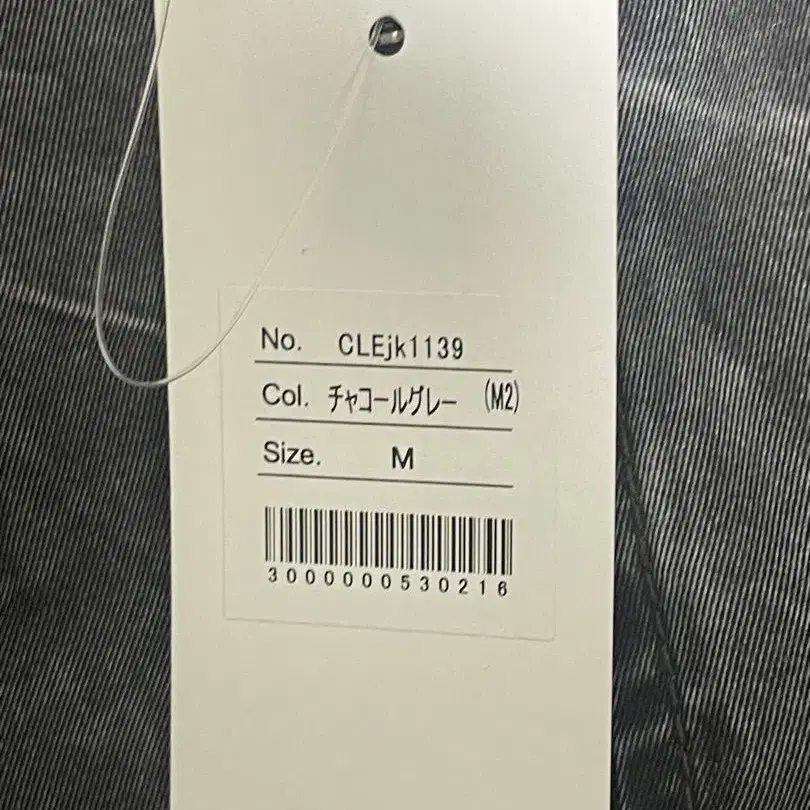 No. CLEjk1139
Col. チャコールグレー (M2)
Size. M
3000000530216